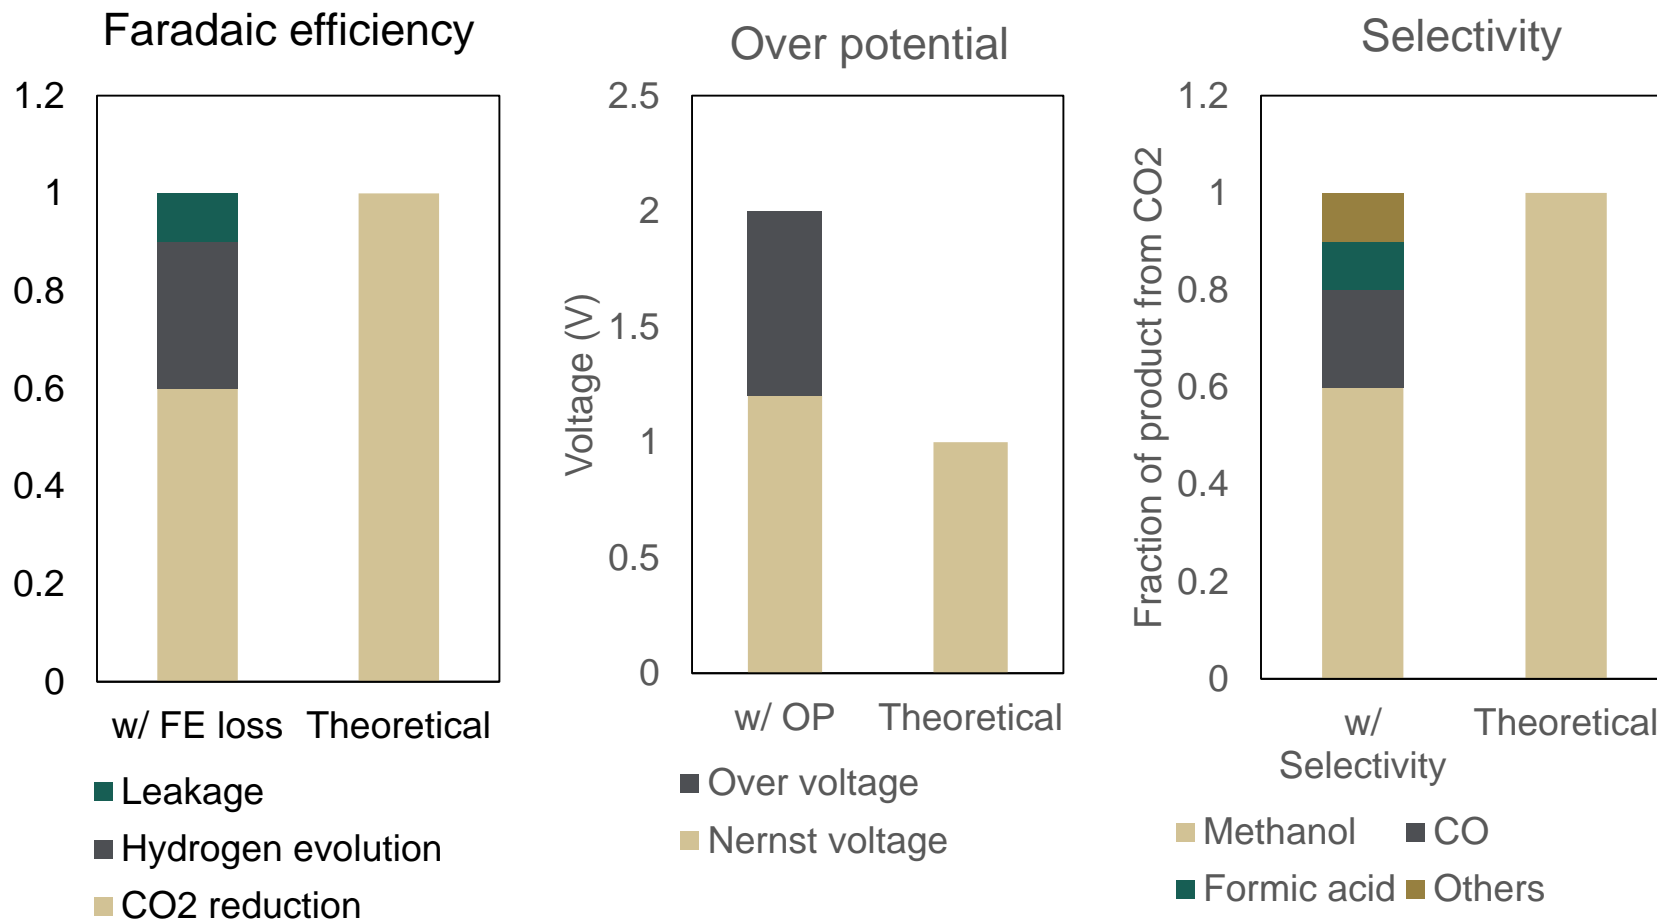 Faradaic efficiency
1.2
1
0.8
0.6
0.4
0.2
0
w/ FE loss
Theoretical
Leakage
Hydrogen evolution
CO2 reduction
Over potential
Voltage (V)
2.5
2
1.5
1
0.5
0
w/ OP
Theoretical
Over voltage
Nernst voltage
Selectivity
Fraction of product from CO2
1.2
1
0.8
0.6
0.4
0.2
0
w/
Selectivity
Theoretical
Methanol
CO
Formic acid
Others